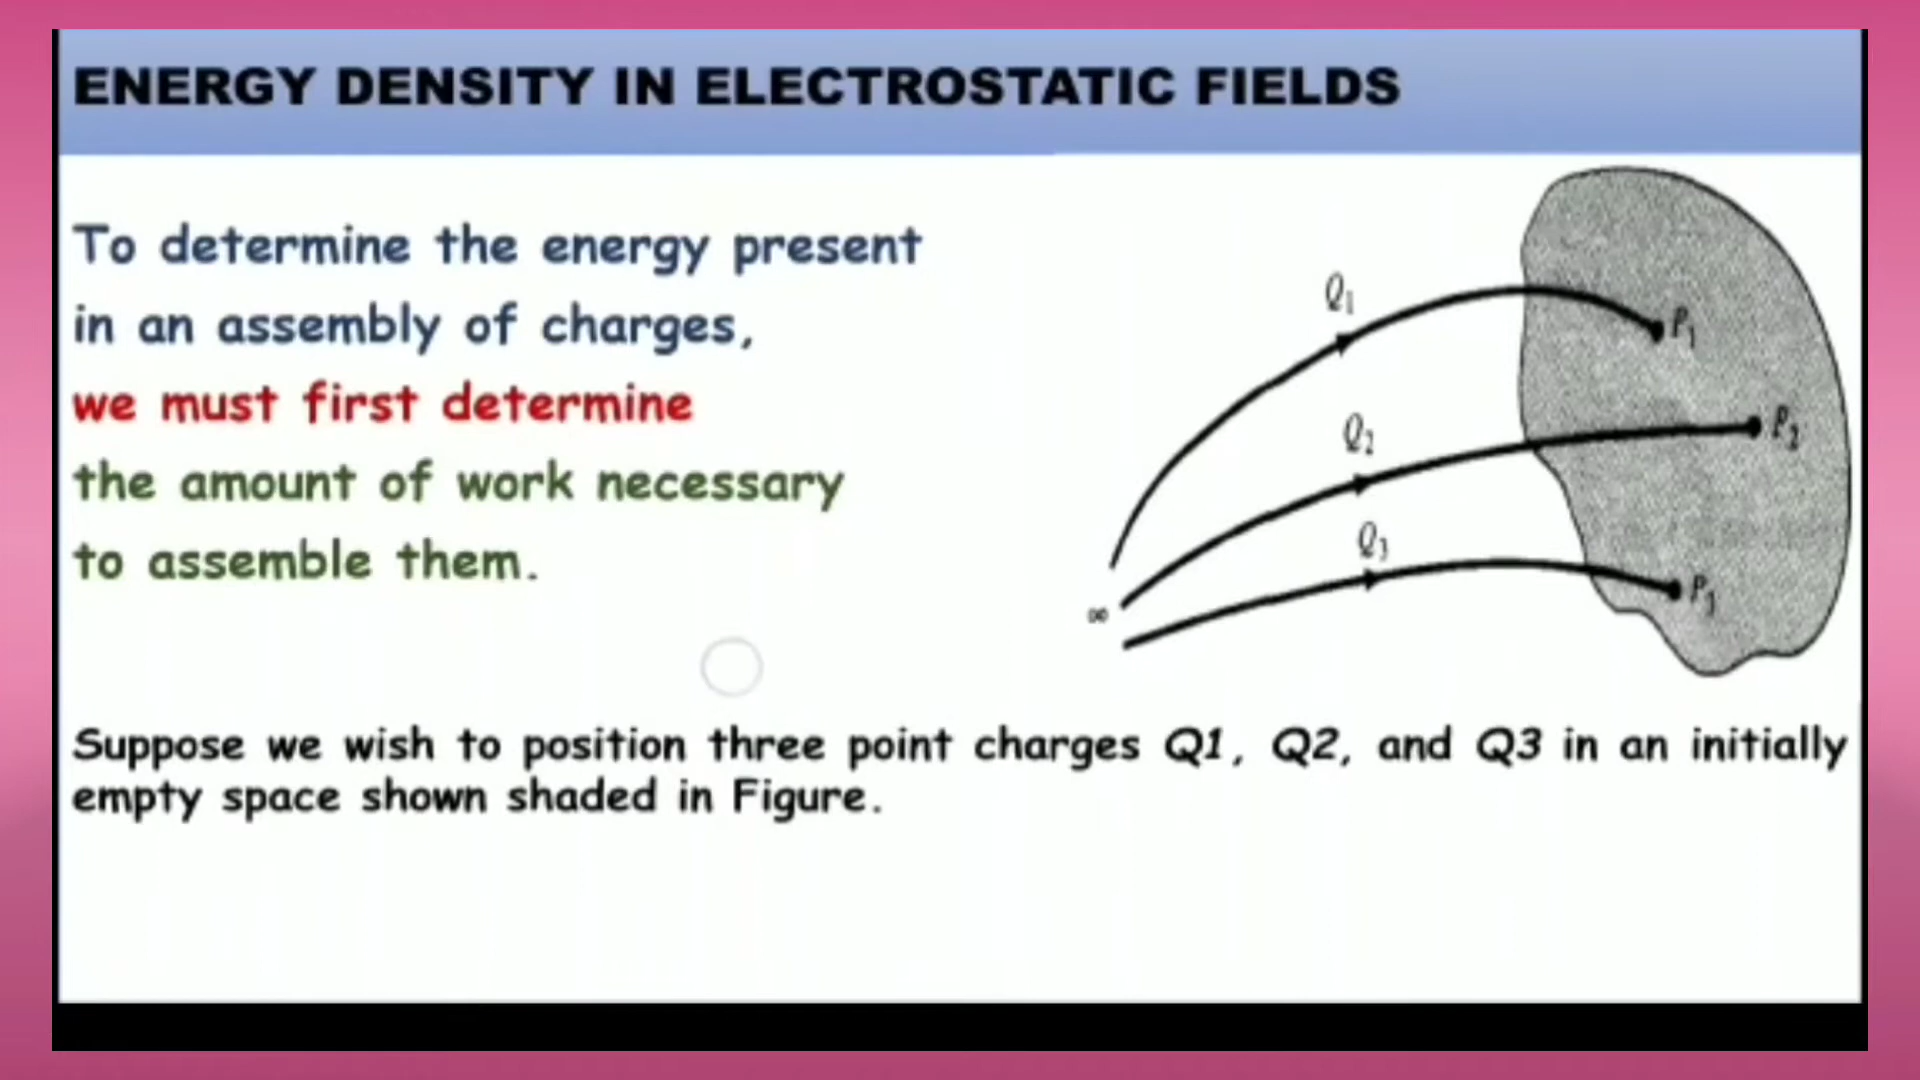 ENERGY DENSITY IN ELECTROSTATIC FIELDS
To determine the energy present
in an assembly of charges,
we must first determine
the amount of work necessary
to assemble them.
Q1
P1
Q2
P2
Q3
P3
∞
Suppose we wish to position three point charges Q1, Q2, and Q3 in an initially
empty space shown shaded in Figure.